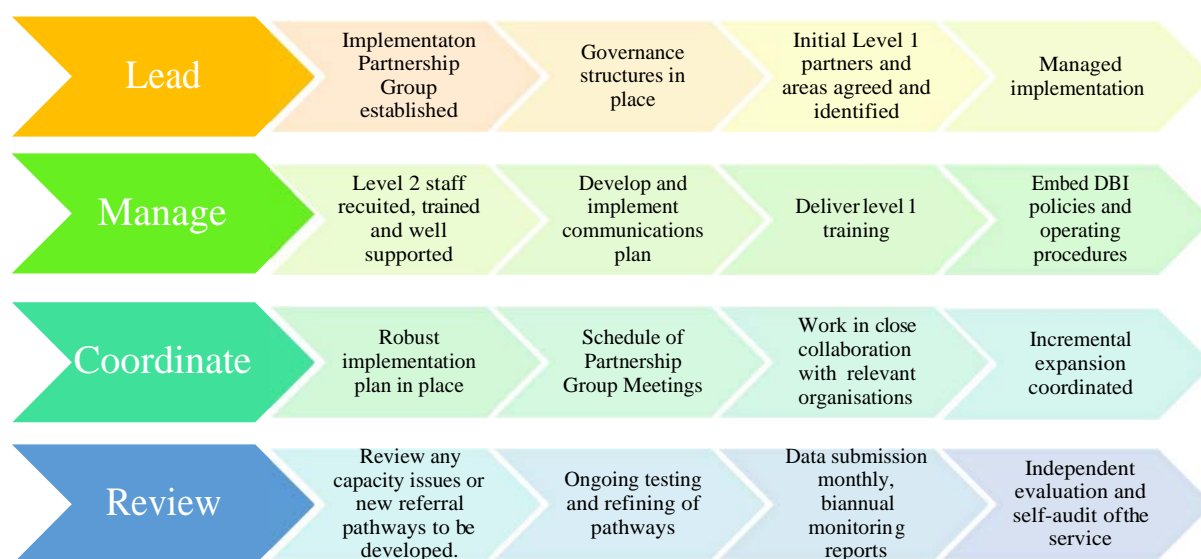 Lead
Implementaton
Partnership
Group
established
Governance
structures in
place
Initial Level 1
partners and
areas agreed and
identified
Managed
implementation
Manage
Level 2 staff
recuited, trained
and well
supported
Develop and
implement
communications
plan
Deliver level 1
training
Embed DBI
policies and
operating
procedures
Coordinate
Robust
implementation
plan in place
Schedule of
Partnership
Group Meetings
Work in close
collaboration
with relevant
organisations
Incremental
expansion
coordinated
Review
Review any
capacity issues or
new referral
pathways to be
developed.
Ongoing testing
and refining of
pathways
Data submission
monthly,
biannual
monitoring
reports
Independent
evaluation and
self-audit of the
service